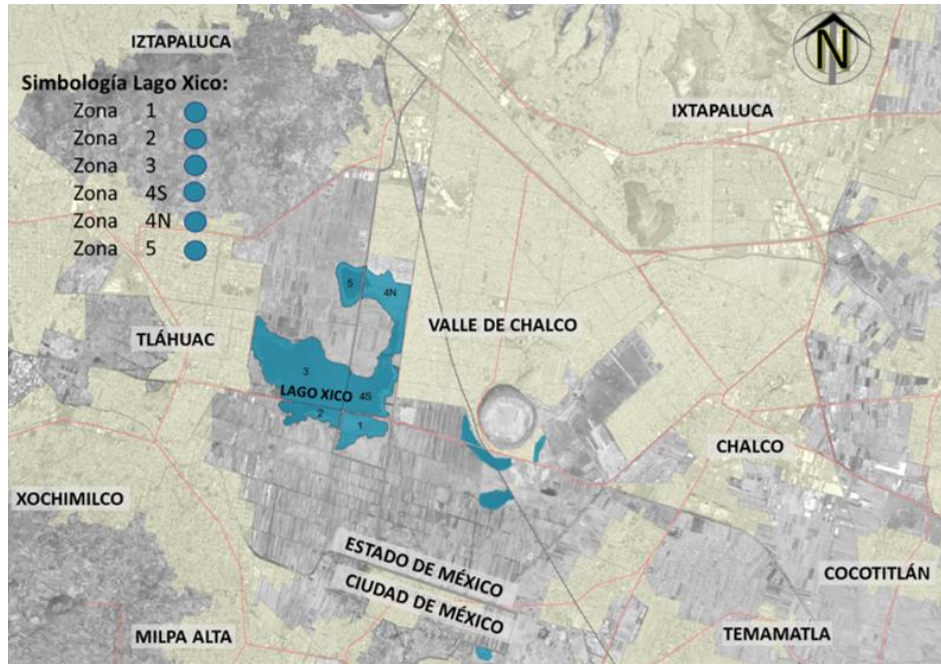 IZTAPALUCA
N
Simbología Lago Xico:
Zona 1
Zona 2
Zona 3
Zona 4S
Zona 4N
Zona 5
IXTAPALUCA
5
4N
VALLE DE CHALCO
TLÁHUAC
3
LAGO XICO
4S
2
1
CHALCO
XOCHIMILCO
ESTADO DE MÉXICO
CIUDAD DE MÉXICO
COCOTITLÁN
MILPA ALTA
TEMAMATLA